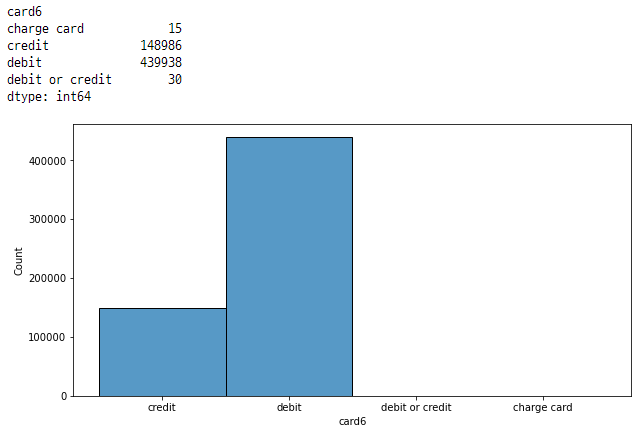 card6
charge card 15
credit 148986
debit 439938
debit or credit 30
dtype: int64
400000
300000
200000
100000
0
Count
credit debit debit or credit charge card
card6